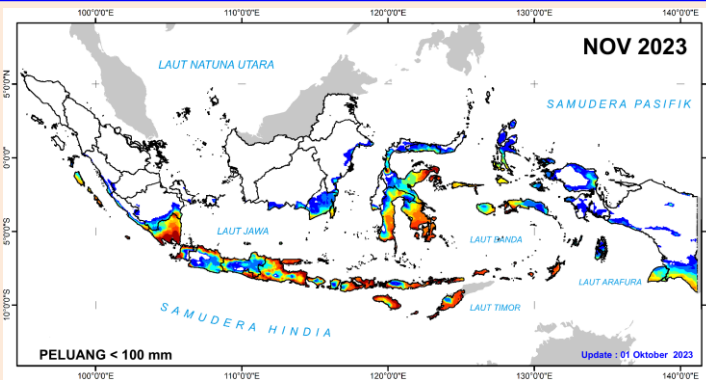 100°0'0"E 110°0'0"E 120°0'0"E 130°0'0"E 140°0'0"E
NOV 2023
LAUT NATUNA UTARA
5°0'0"N
SAMUDERA PASIFIK
0°0'0"
LAUT JAWA
LAUT BANDA
5°0'0"S
LAUT ARAFURA
SAMUDERA HINDIA
LAUT TIMOR
10°0'0"S
PELUANG < 100 mm
Update : 01 Oktober 2023
100°0'0"E 110°0'0"E 120°0'0"E 130°0'0"E 140°0'0"E